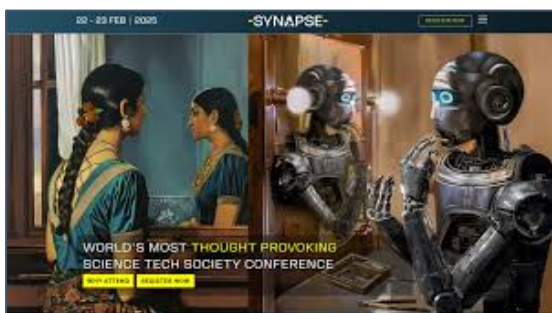 22 - 23 FEB | 2025
-SYNAPSE-
REGISTER NOW
WORLD'S MOST THOUGHT PROVOKING
SCIENCE TECH SOCIETY CONFERENCE
WHY ATTEND
REGISTER NOW